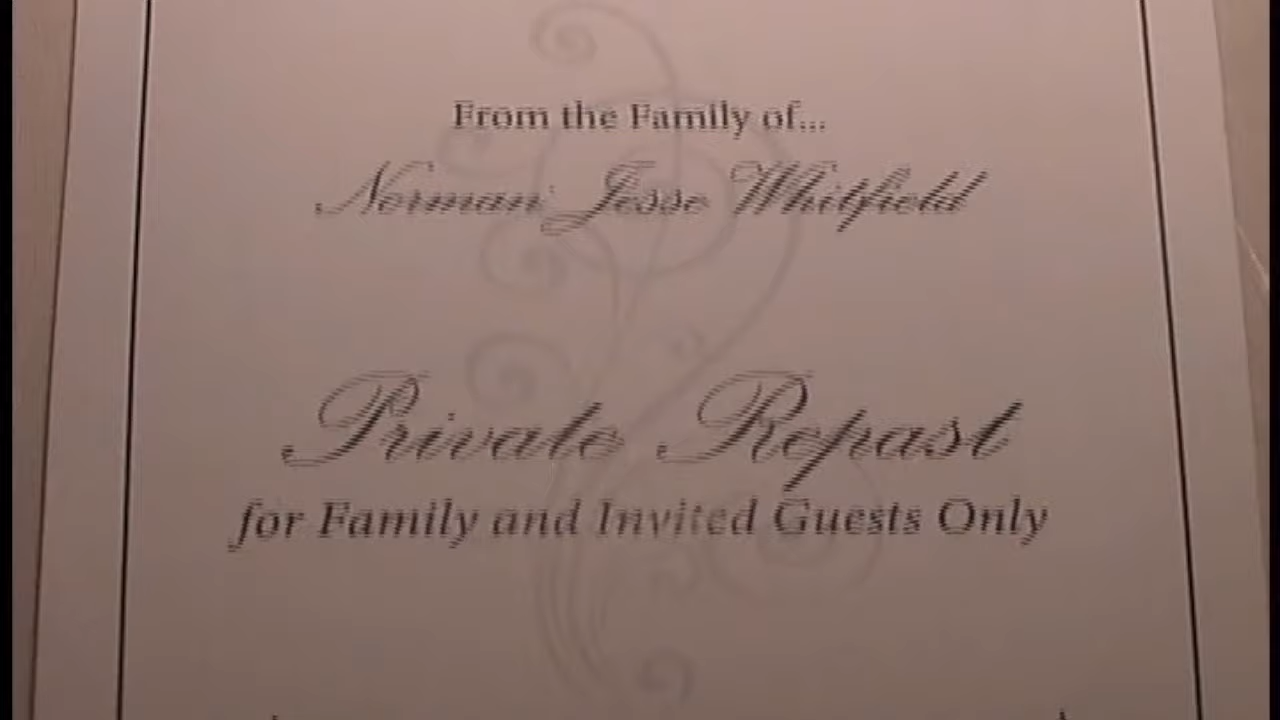 From the Family of...
Norman Jesse Whitfield
Private Repast
for Family and Invited Guests Only